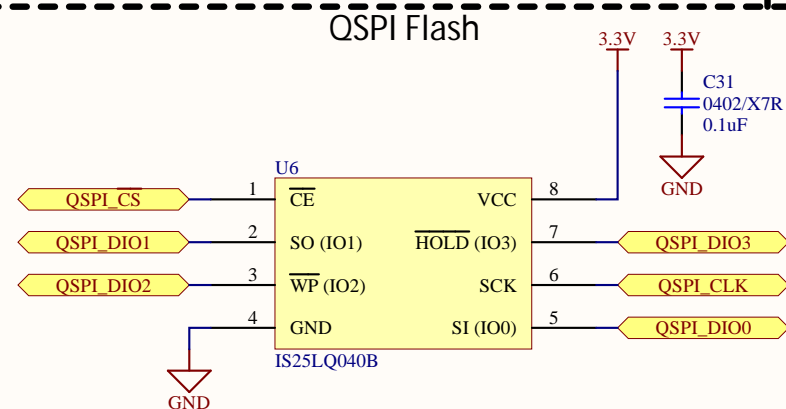 QSPI Flash
3.3V 3.3V
C31
0402/X7R
0.1uF
GND
U6
QSPI_CS 1 CE VCC 8
QSPI_DIO1 2 SO (IO1) HOLD (IO3) 7 QSPI_DIO3
QSPI_DIO2 3 WP (IO2) SCK 6 QSPI_CLK
4 GND SI (IO0) 5 QSPI_DIO0
IS25LQ040B
GND